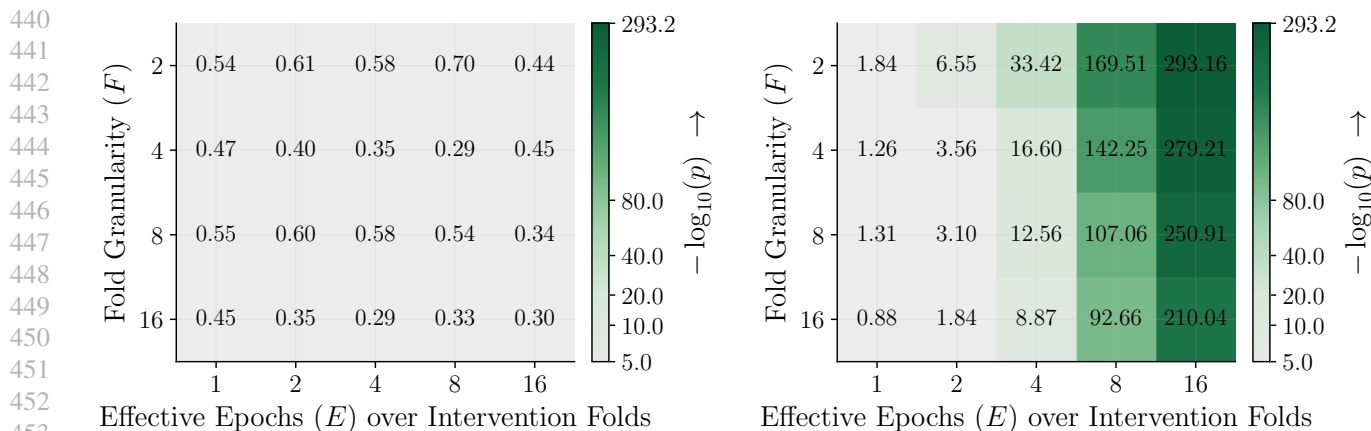 440
441
442
443
444
445
446
447
448
449
450
451
452
Fold Granularity (F)
2 0.54 0.61 0.58 0.70 0.44
4 0.47 0.40 0.35 0.29 0.45
8 0.55 0.60 0.58 0.54 0.34
16 0.45 0.35 0.29 0.33 0.30
1 2 4 8 16
Effective Epochs (E) over Intervention Folds
293.2
80.0
40.0
20.0
10.0
5.0
− log₁₀(p) →
Fold Granularity (F)
2 1.84 6.55 33.42 169.51 293.16
4 1.26 3.56 16.60 142.25 279.21
8 1.31 3.10 12.56 107.06 250.91
16 0.88 1.84 8.87 92.66 210.04
1 2 4 8 16
Effective Epochs (E) over Intervention Folds
293.2
80.0
40.0
20.0
10.0
5.0
− log₁₀(p) →